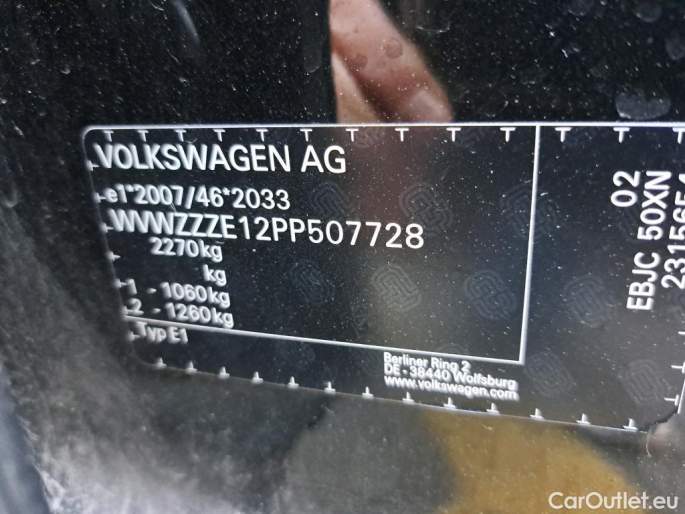 VOLKSWAGEN AG
e1*2007/46*2033
WVWZZZE12PP507728
2270kg
kg
1 - 1060kg
2 - 1260kg
Typ E1
Berliner Ring 2
DE - 38440 Wolfsburg
www.volkswagen.com
02
EBJC 50XN
CarOutlet.eu